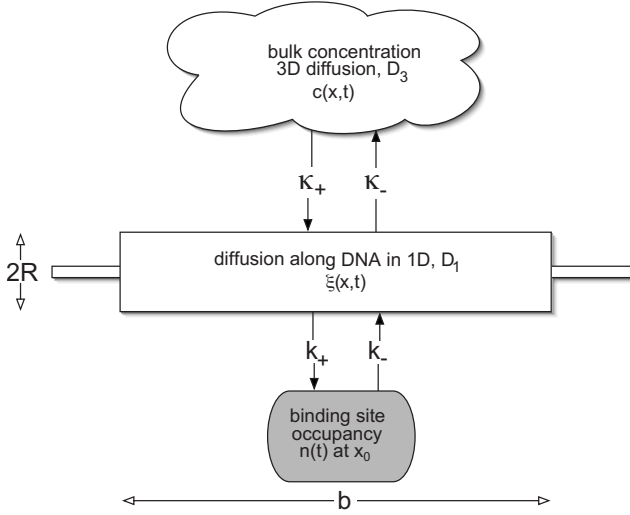 bulk concentration
3D diffusion, D₃
c(x,t)
κ₊ κ₋
2R
diffusion along DNA in 1D, D₁
ξ(x,t)
k₊ k₋
binding site
occupancy
n(t) at x₀
b